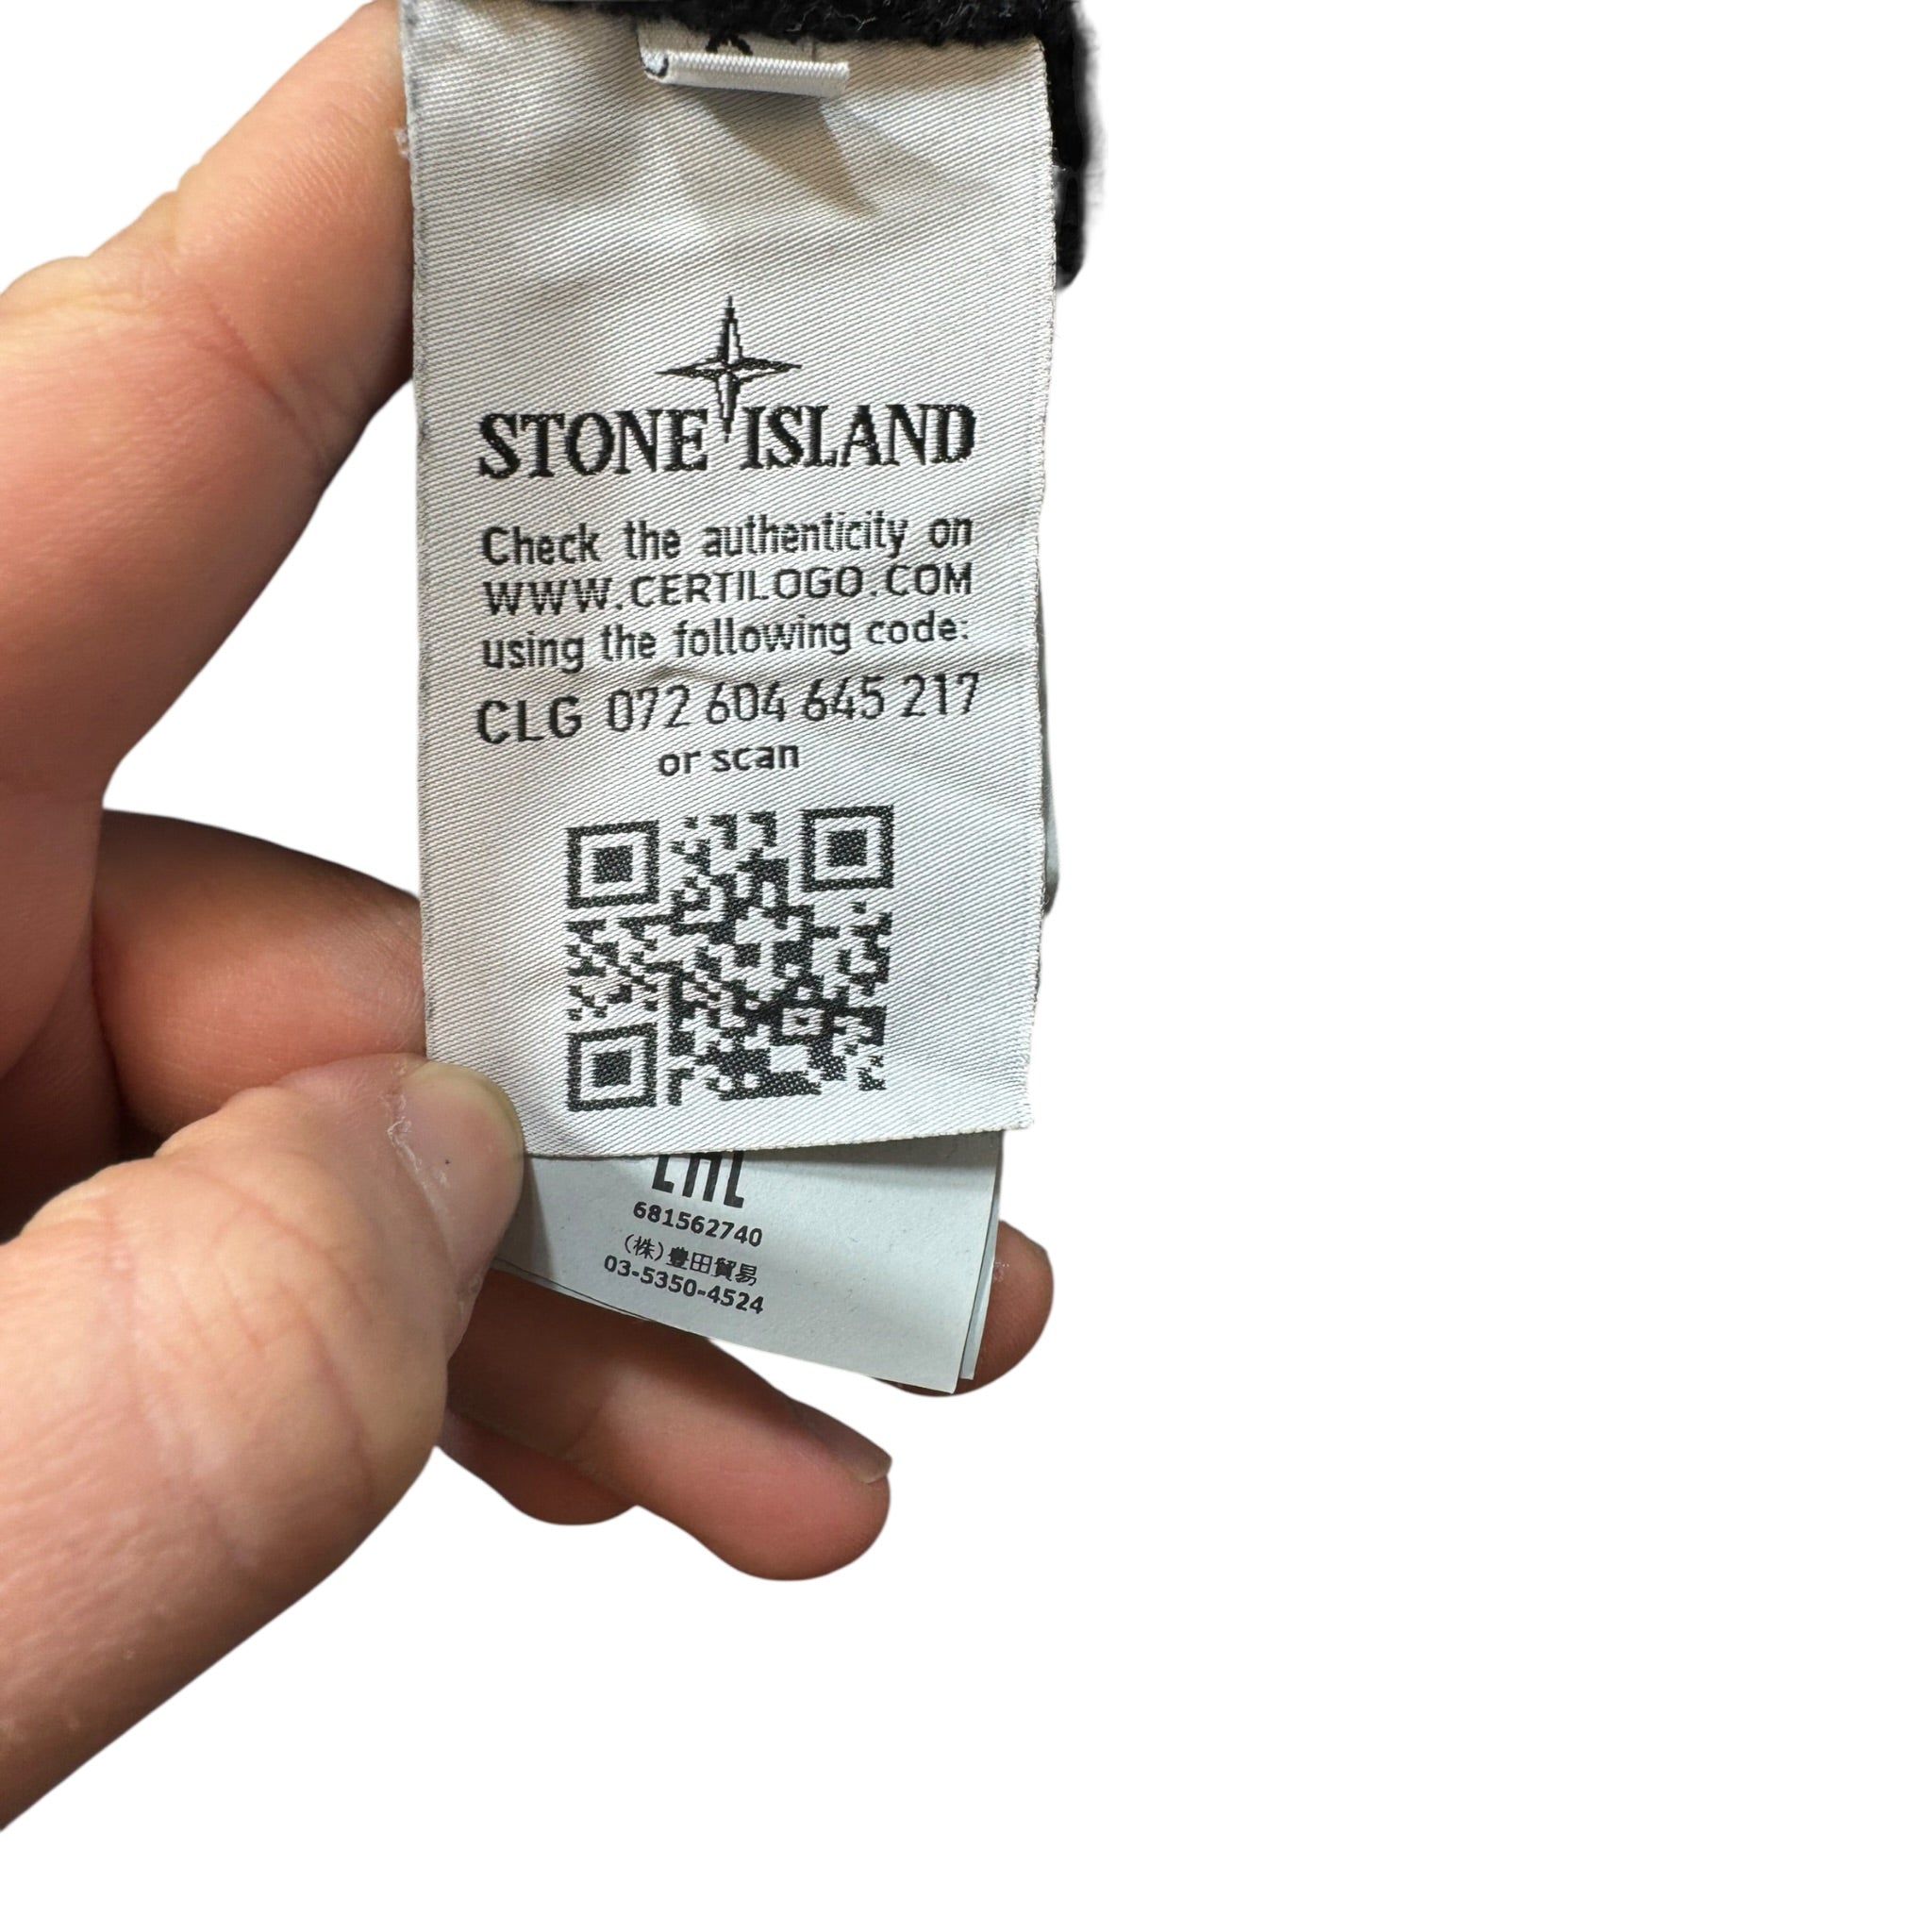 STONE ISLAND
Check the authenticity on
WWW.CERTILOGO.COM
using the following code:
CLG 072 604 645 217
or scan
EAC
681562740
(株)豊田貿易
03-5350-4524